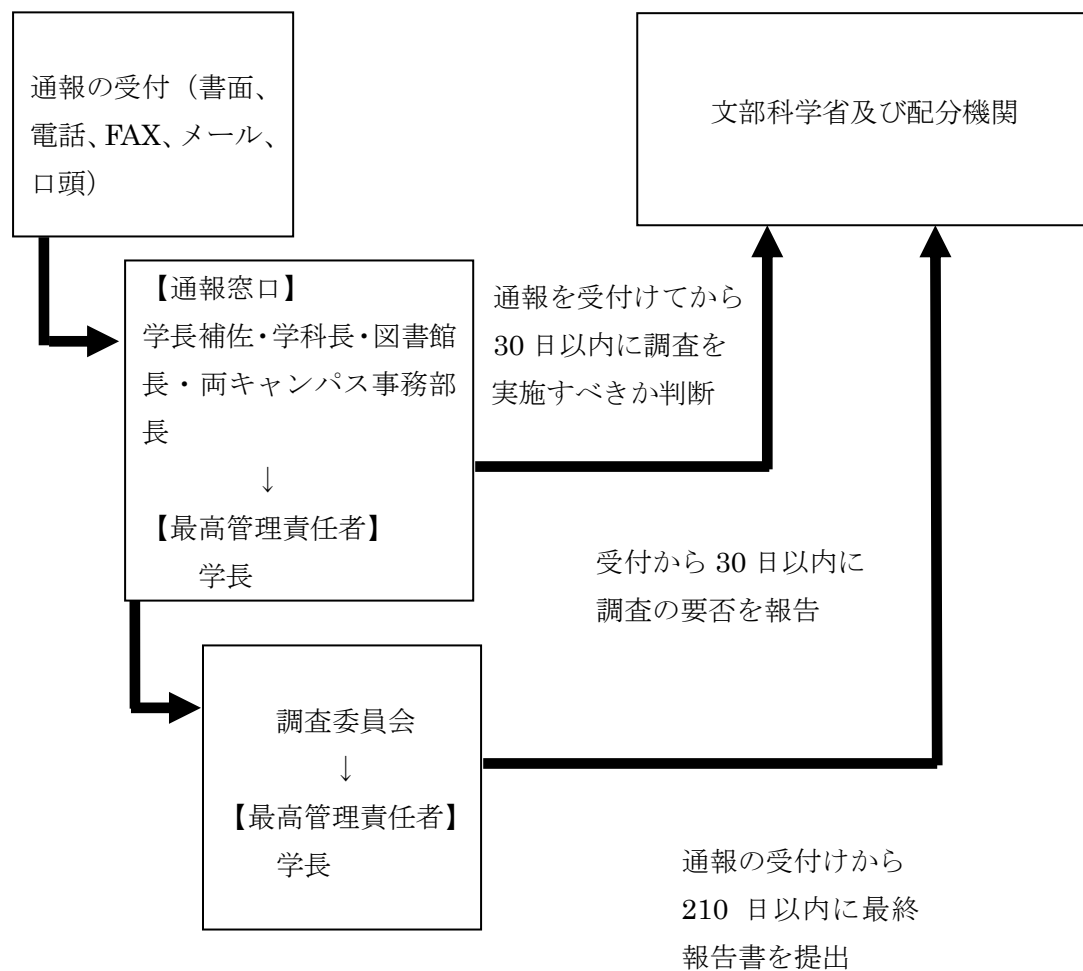 通報の受付（書面、
電話、FAX、メール、
口頭）
文部科学省及び配分機関
【通報窓口】
学長補佐・学科長・図書館
長・両キャンパス事務部
長
↓
【最高管理責任者】
学長
通報を受付けてから
30 日以内に調査を
実施すべきか判断
受付から 30 日以内に
調査の要否を報告
調査委員会
↓
【最高管理責任者】
学長
通報の受付けから
210 日以内に最終
報告書を提出